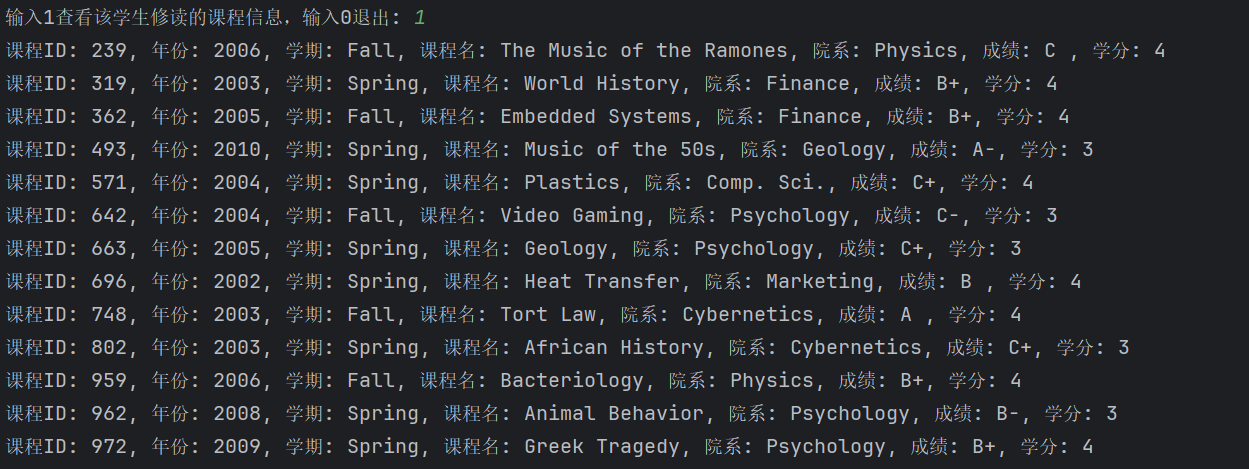 输入1查看该学生修读的课程信息，输入0退出: 1
课程ID: 239, 年份: 2006, 学期: Fall, 课程名: The Music of the Ramones, 院系: Physics, 成绩: C , 学分: 4
课程ID: 319, 年份: 2003, 学期: Spring, 课程名: World History, 院系: Finance, 成绩: B+, 学分: 4
课程ID: 362, 年份: 2005, 学期: Fall, 课程名: Embedded Systems, 院系: Finance, 成绩: B+, 学分: 4
课程ID: 493, 年份: 2010, 学期: Spring, 课程名: Music of the 50s, 院系: Geology, 成绩: A-, 学分: 3
课程ID: 571, 年份: 2004, 学期: Spring, 课程名: Plastics, 院系: Comp. Sci., 成绩: C+, 学分: 4
课程ID: 642, 年份: 2004, 学期: Fall, 课程名: Video Gaming, 院系: Psychology, 成绩: C-, 学分: 3
课程ID: 663, 年份: 2005, 学期: Spring, 课程名: Geology, 院系: Psychology, 成绩: C+, 学分: 3
课程ID: 696, 年份: 2002, 学期: Spring, 课程名: Heat Transfer, 院系: Marketing, 成绩: B , 学分: 4
课程ID: 748, 年份: 2003, 学期: Fall, 课程名: Tort Law, 院系: Cybernetics, 成绩: A , 学分: 4
课程ID: 802, 年份: 2003, 学期: Spring, 课程名: African History, 院系: Cybernetics, 成绩: C+, 学分: 3
课程ID: 959, 年份: 2006, 学期: Fall, 课程名: Bacteriology, 院系: Physics, 成绩: B+, 学分: 4
课程ID: 962, 年份: 2008, 学期: Spring, 课程名: Animal Behavior, 院系: Psychology, 成绩: B-, 学分: 3
课程ID: 972, 年份: 2009, 学期: Spring, 课程名: Greek Tragedy, 院系: Psychology, 成绩: B+, 学分: 4